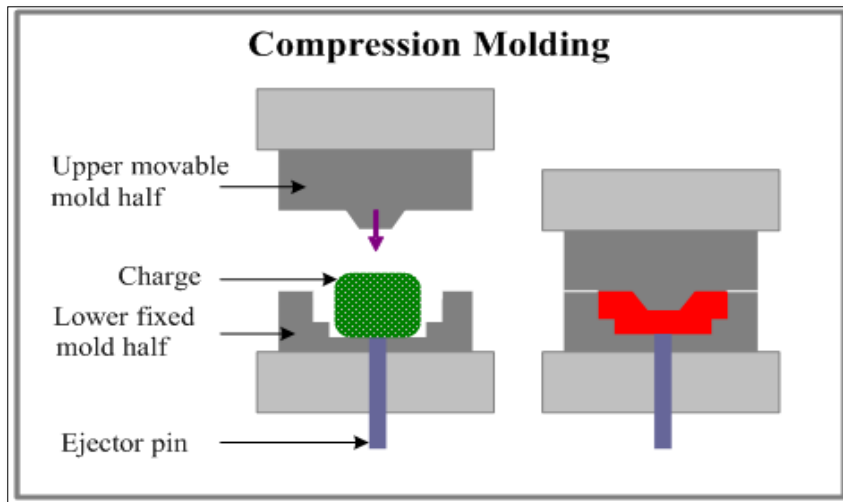 Compression Molding
Upper movable
mold half
Charge
Lower fixed
mold half
Ejector pin